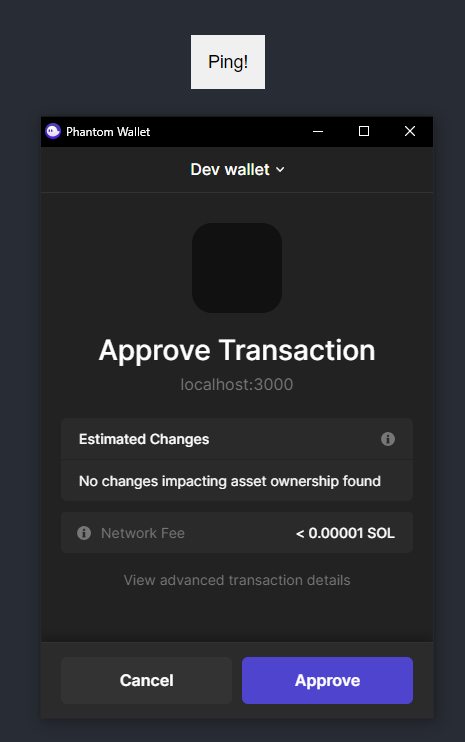 Ping!
Phantom Wallet
Dev wallet
Approve Transaction
localhost:3000
Estimated Changes
No changes impacting asset ownership found
Network Fee < 0.00001 SOL
View advanced transaction details
Cancel Approve